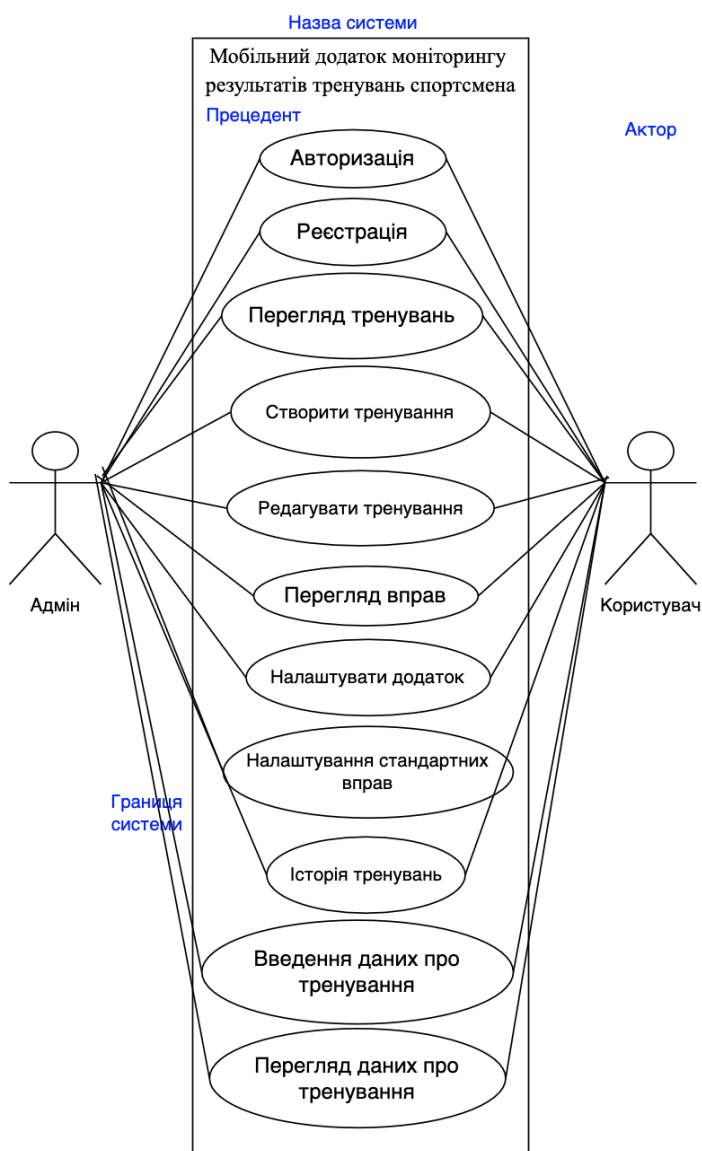 Назва системи
Мобільний додаток моніторингу
результатів тренувань спортсмена
Прецедент
Актор
Авторизація
Реєстрація
Перегляд тренувань
Створити тренування
Редагувати тренування
Перегляд вправ
Адмін
Користувач
Налаштувати додаток
Налаштування стандартних
вправ
Границя
системи
Історія тренувань
Введення даних про
тренування
Перегляд даних про
тренування